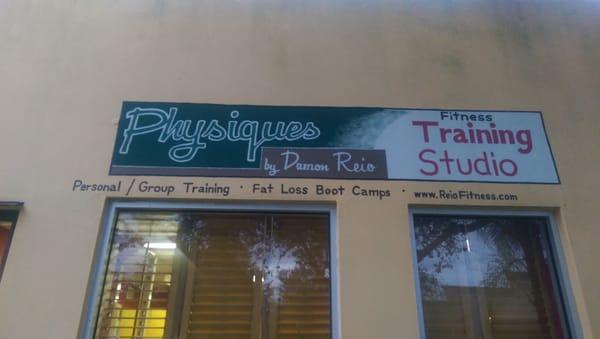 Physiques
by Damon Reio
Fitness
Training
Studio
Personal / Group Training · Fat Loss Boot Camps · www.ReioFitness.com